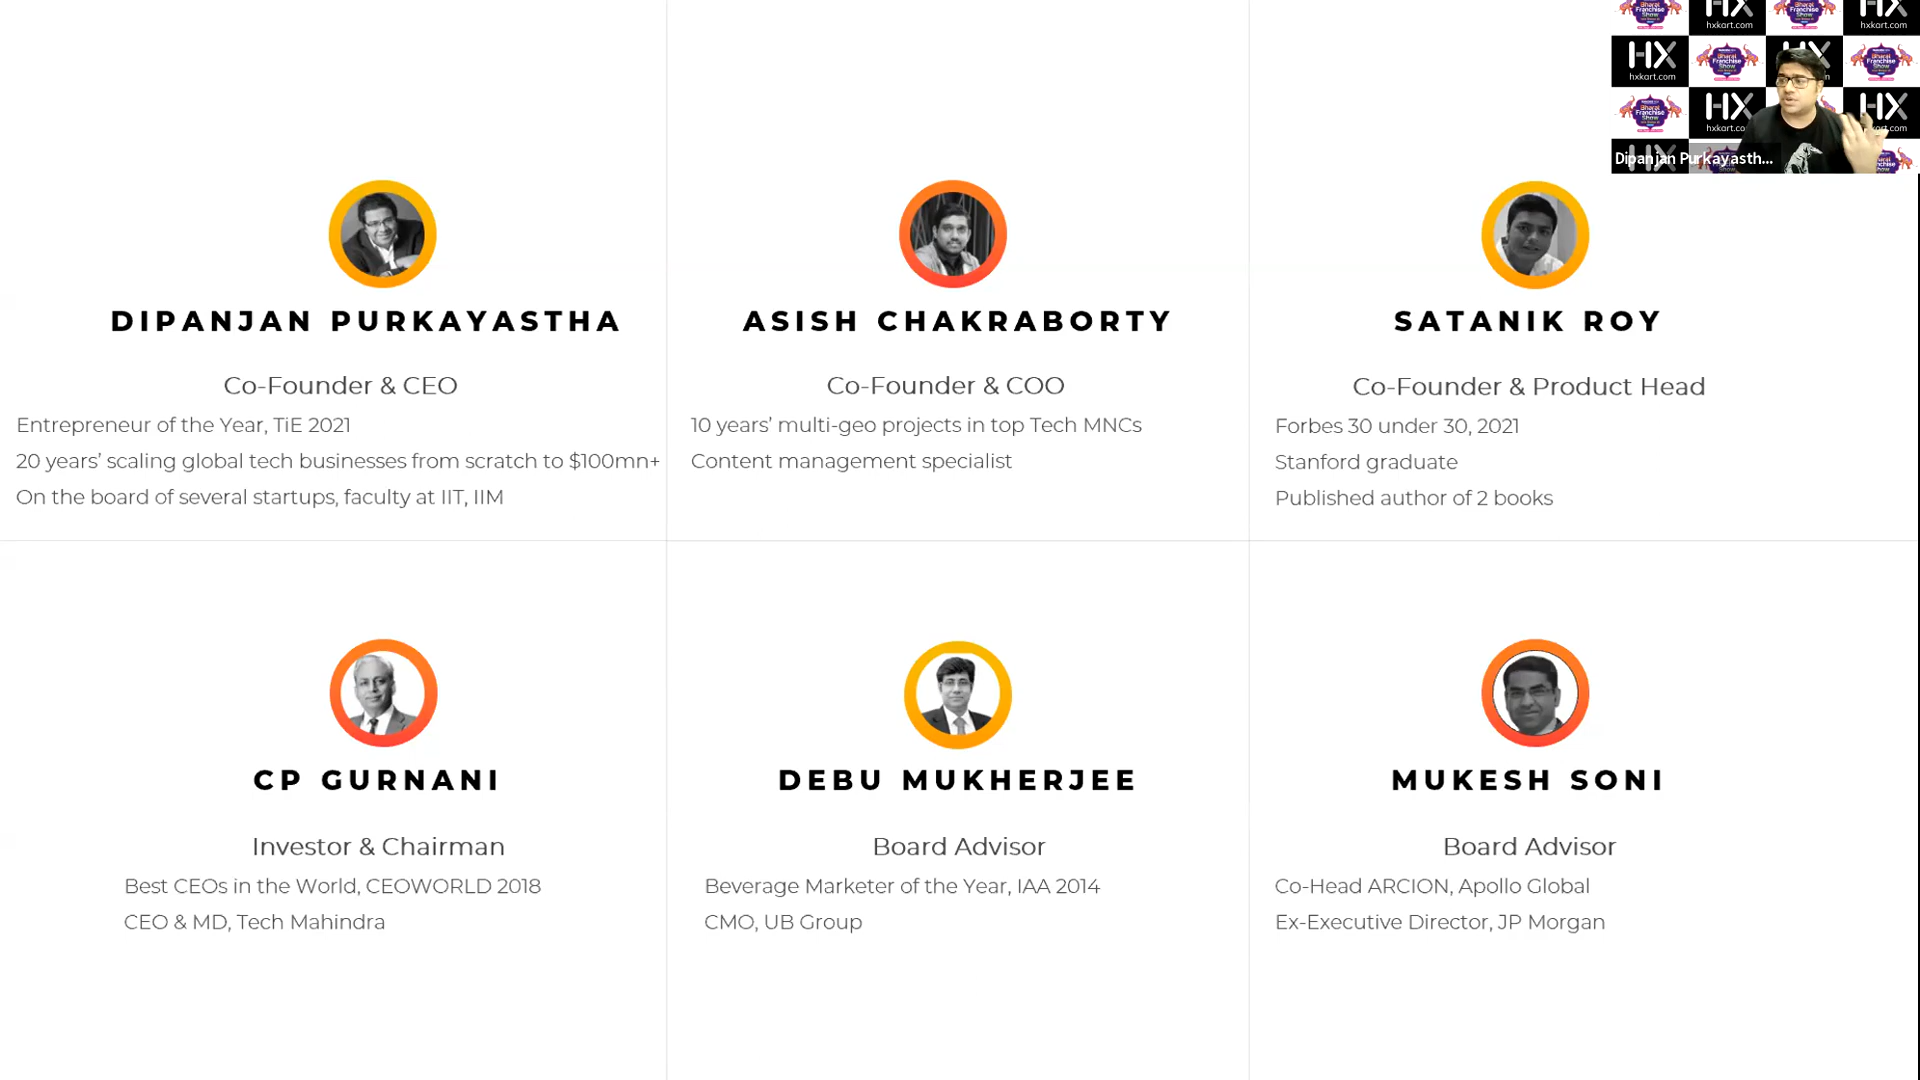 DIPANJAN PURKAYASTHA
Co-Founder & CEO
Entrepreneur of the Year, TiE 2021
20 years’ scaling global tech businesses from scratch to $100mn+
On the board of several startups, faculty at IIT, IIM
ASISH CHAKRABORTY
Co-Founder & COO
10 years’ multi-geo projects in top Tech MNCs
Content management specialist
SATANIK ROY
Co-Founder & Product Head
Forbes 30 under 30, 2021
Stanford graduate
Published author of 2 books
CP GURNANI
Investor & Chairman
Best CEOs in the World, CEOWORLD 2018
CEO & MD, Tech Mahindra
DEBU MUKHERJEE
Board Advisor
Beverage Marketer of the Year, IAA 2014
CMO, UB Group
MUKESH SONI
Board Advisor
Co-Head ARCION, Apollo Global
Ex-Executive Director, JP Morgan
HX
hxkart.com
Bharat Franchise Show
Dipanjan Purkayasth...